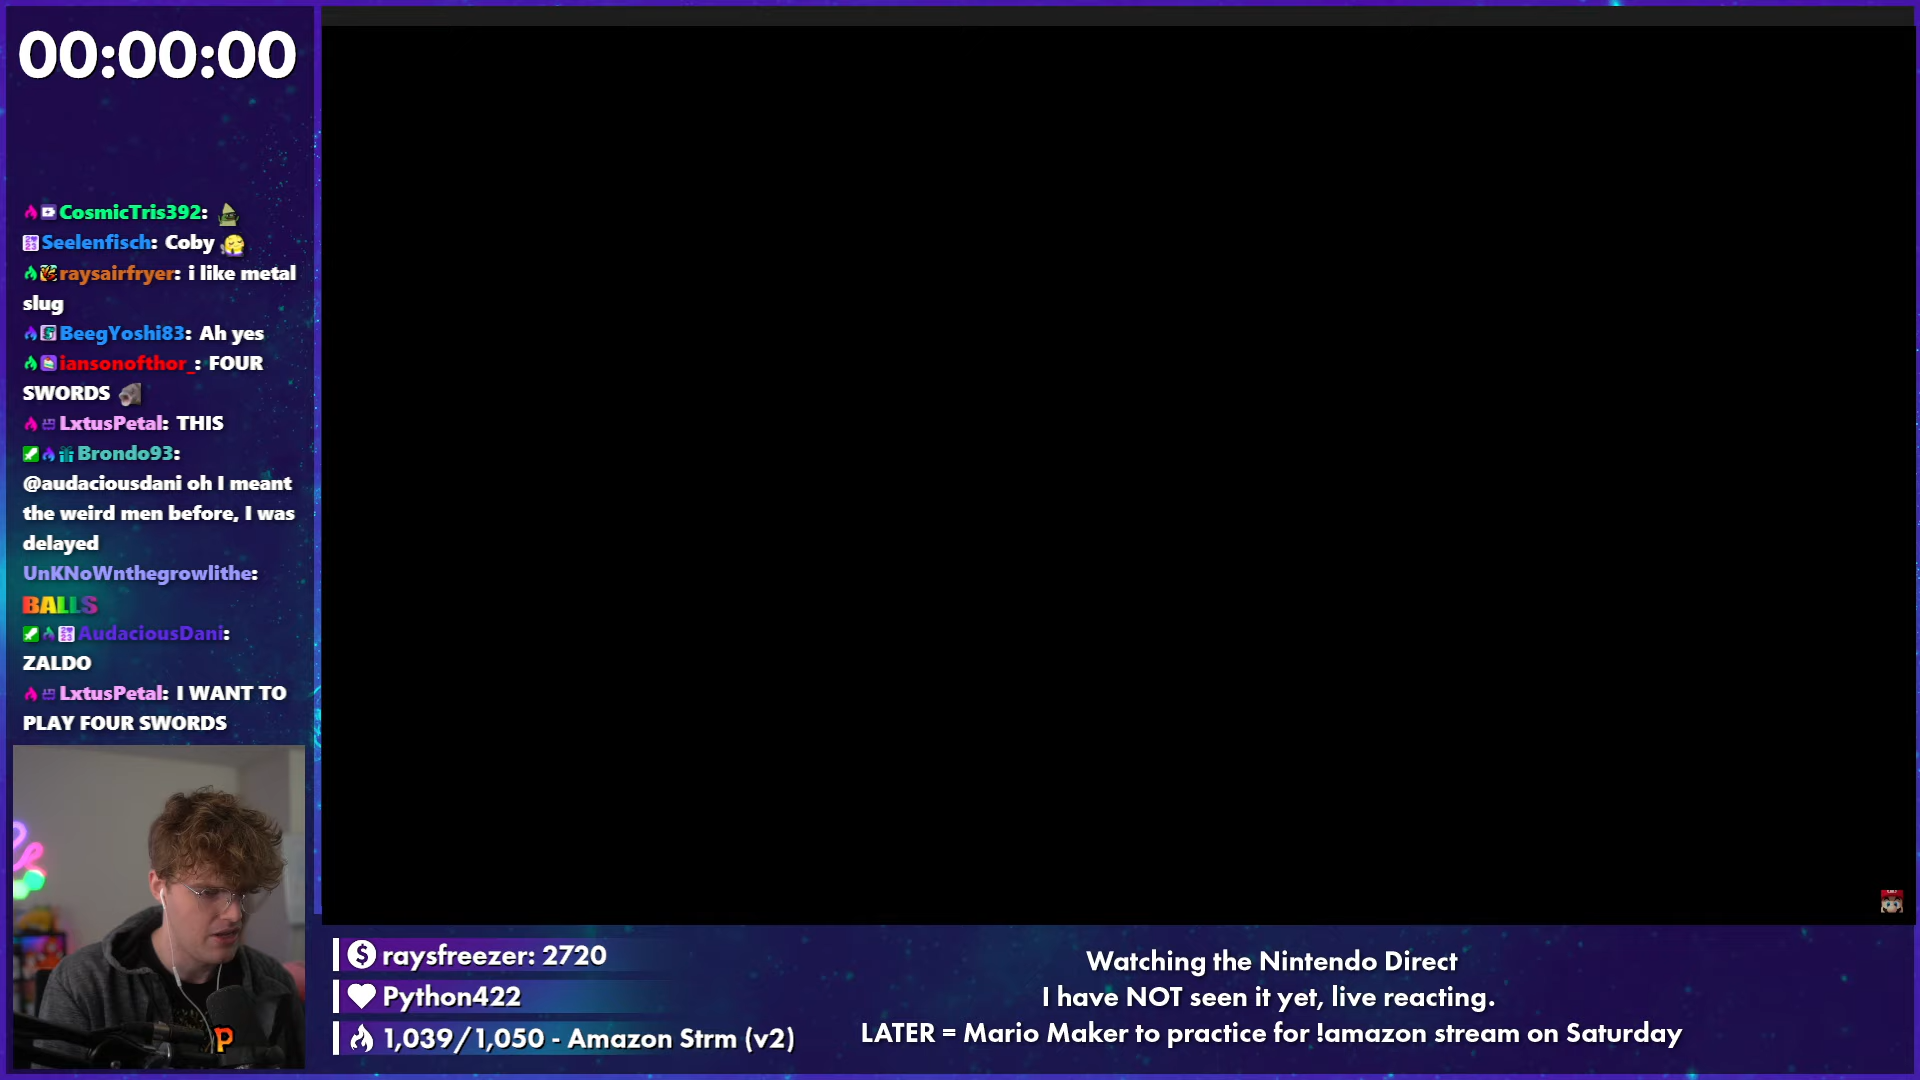 00:00:00
CosmicTris392:
Seelenfisch: Coby
raysairfryer: i like metal
slug
BeegYoshi83: Ah yes
iansonofthor_: FOUR
SWORDS
LxtusPetal: THIS
Brondo93:
@audaciousdani oh I meant
the weird men before, I was
delayed
UnKNoWnthegrowlithe:
BALLS
AudaciousDani:
ZALDO
LxtusPetal: I WANT TO
PLAY FOUR SWORDS
P
raysfreezer: 2720
Python422
1,039/1,050 - Amazon Strm (v2)
Watching the Nintendo Direct
I have NOT seen it yet, live reacting.
LATER = Mario Maker to practice for !amazon stream on Saturday